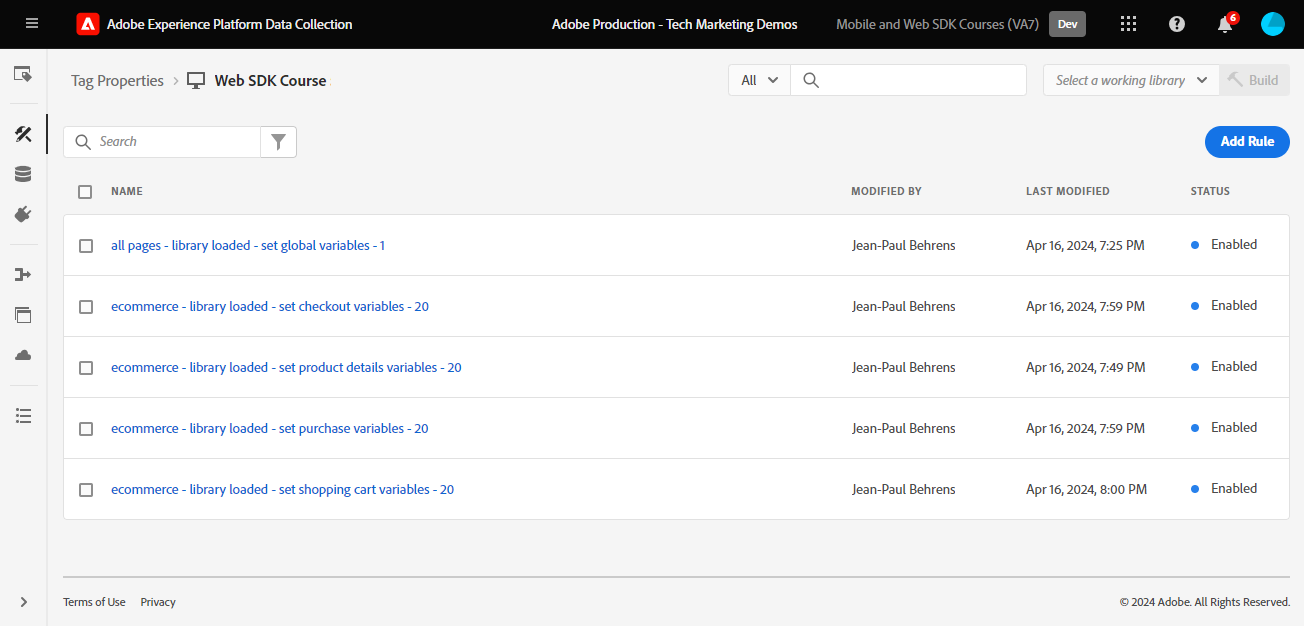 Adobe Experience Platform Data Collection Adobe Production - Tech Marketing Demos Mobile and Web SDK Courses (VA7) Dev 6
Tag Properties › Web SDK Course All Select a working library Build
Search Add Rule
NAME MODIFIED BY LAST MODIFIED STATUS
all pages - library loaded - set global variables - 1 Jean-Paul Behrens Apr 16, 2024, 7:25 PM Enabled
ecommerce - library loaded - set checkout variables - 20 Jean-Paul Behrens Apr 16, 2024, 7:59 PM Enabled
ecommerce - library loaded - set product details variables - 20 Jean-Paul Behrens Apr 16, 2024, 7:49 PM Enabled
ecommerce - library loaded - set purchase variables - 20 Jean-Paul Behrens Apr 16, 2024, 7:59 PM Enabled
ecommerce - library loaded - set shopping cart variables - 20 Jean-Paul Behrens Apr 16, 2024, 8:00 PM Enabled
Terms of Use Privacy © 2024 Adobe. All Rights Reserved.